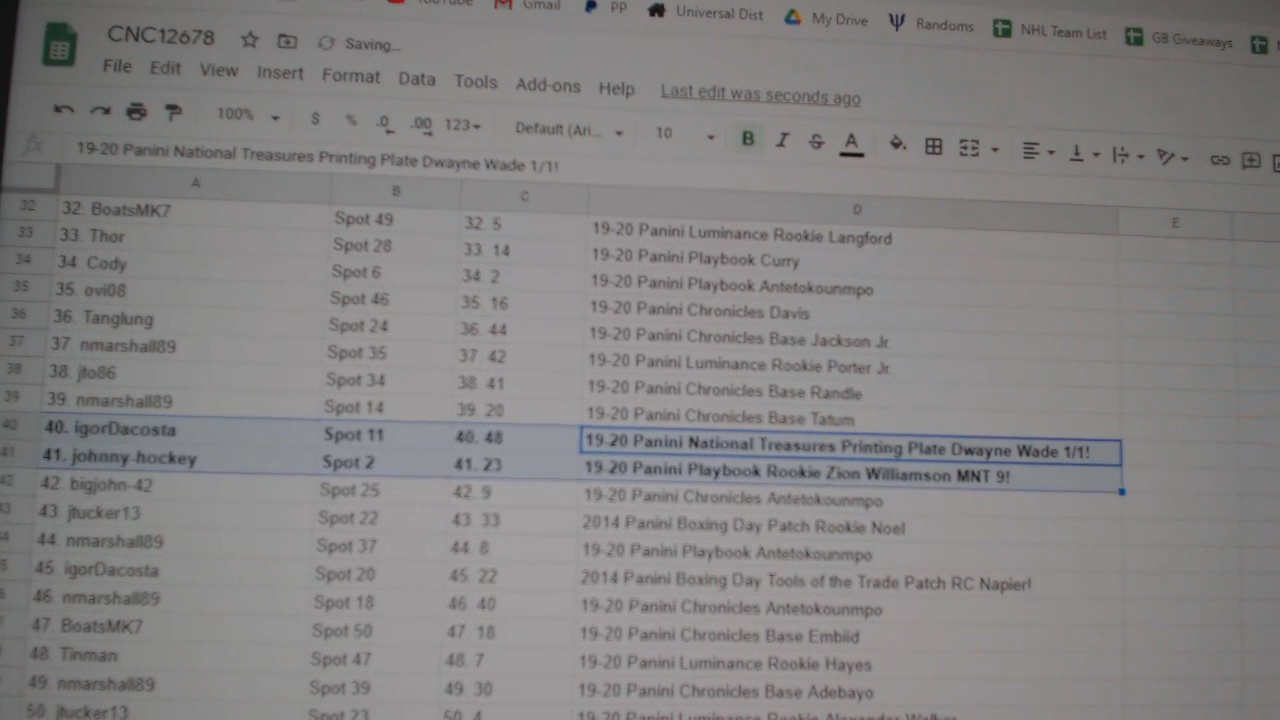 YouTube Gmail PP Universal Dist My Drive Randoms NHL Team List GB Giveaways
CNC12678 Saving...
File Edit View Insert Format Data Tools Add-ons Help Last edit was seconds ago
100% $ % .0 .00 123 Default (Ari... 10 B I S A
fx 19-20 Panini National Treasures Printing Plate Dwayne Wade 1/1!
A B C D E
32 32. BoatsMK7 Spot 49 32. 5 19-20 Panini Luminance Rookie Langford
33 33. Thor Spot 28 33. 14 19-20 Panini Playbook Curry
34 34. Cody Spot 6 34. 2 19-20 Panini Playbook Antetokounmpo
35 35. ovi08 Spot 46 35. 16 19-20 Panini Chronicles Davis
36 36. Tanglung Spot 24 36. 44 19-20 Panini Chronicles Base Jackson Jr.
37 37. nmarshall89 Spot 35 37. 42 19-20 Panini Luminance Rookie Porter Jr.
38 38. jto86 Spot 34 38. 41 19-20 Panini Chronicles Base Randle
39 39. nmarshall89 Spot 14 39. 20 19-20 Panini Chronicles Base Tatum
40 40. igorDacosta Spot 11 40. 48 19-20 Panini National Treasures Printing Plate Dwayne Wade 1/1!
41 41. johnny-hockey Spot 2 41. 23 19-20 Panini Playbook Rookie Zion Williamson MNT 9!
42. bigjohn-42 Spot 25 42. 9 19-20 Panini Chronicles Antetokounmpo
43. jtucker13 Spot 22 43. 33 2014 Panini Boxing Day Patch Rookie Noel
44. nmarshall89 Spot 37 44. 8 19-20 Panini Playbook Antetokounmpo
45. igorDacosta Spot 20 45. 22 2014 Panini Boxing Day Tools of the Trade Patch RC Napier!
46. nmarshall89 Spot 18 46. 40 19-20 Panini Chronicles Antetokounmpo
47. BoatsMK7 Spot 50 47. 18 19-20 Panini Chronicles Base Embiid
48. Tinman Spot 47 48. 7 19-20 Panini Luminance Rookie Hayes
49. nmarshall89 Spot 39 49. 30 19-20 Panini Chronicles Base Adebayo
50. jtucker13 Spot 23 50. 4 19-20 Panini Luminance Rookie Alexander Walker